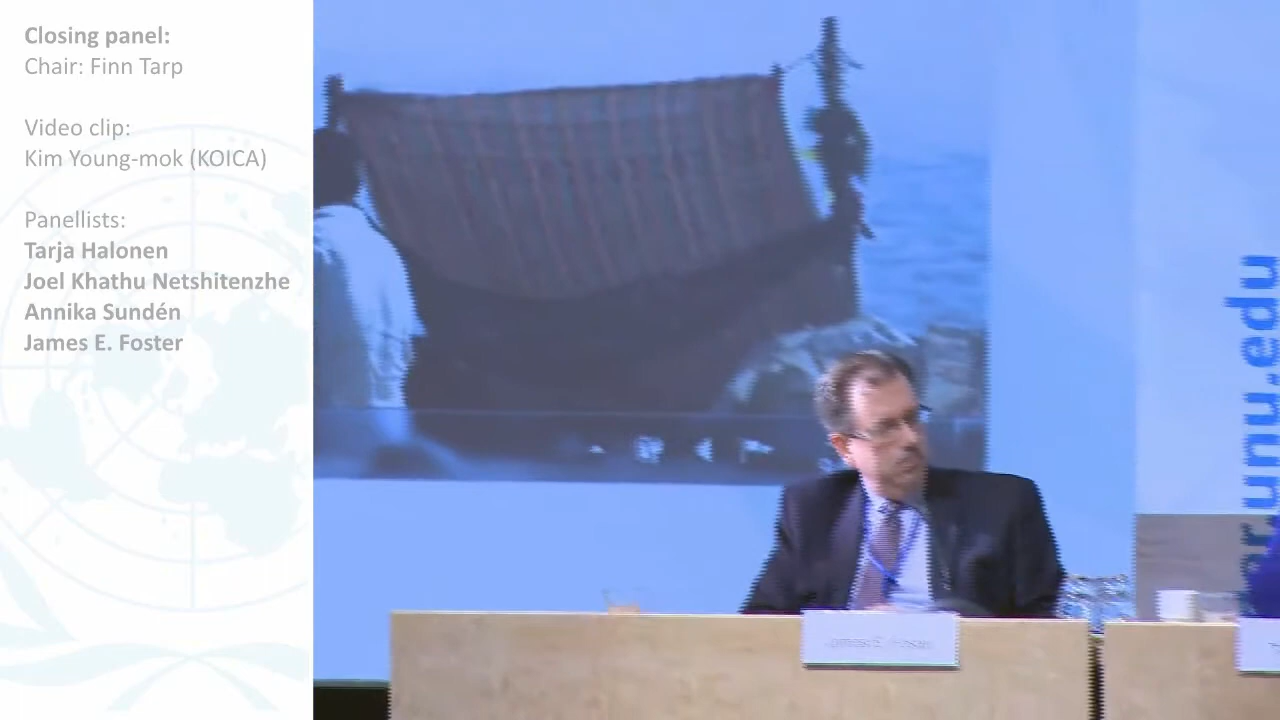 Closing panel:
Chair: Finn Tarp
Video clip:
Kim Young-mok (KOICA)
Panellists:
Tarja Halonen
Joel Khathu Netshitenzhe
Annika Sundén
James E. Foster
r.unu.edu